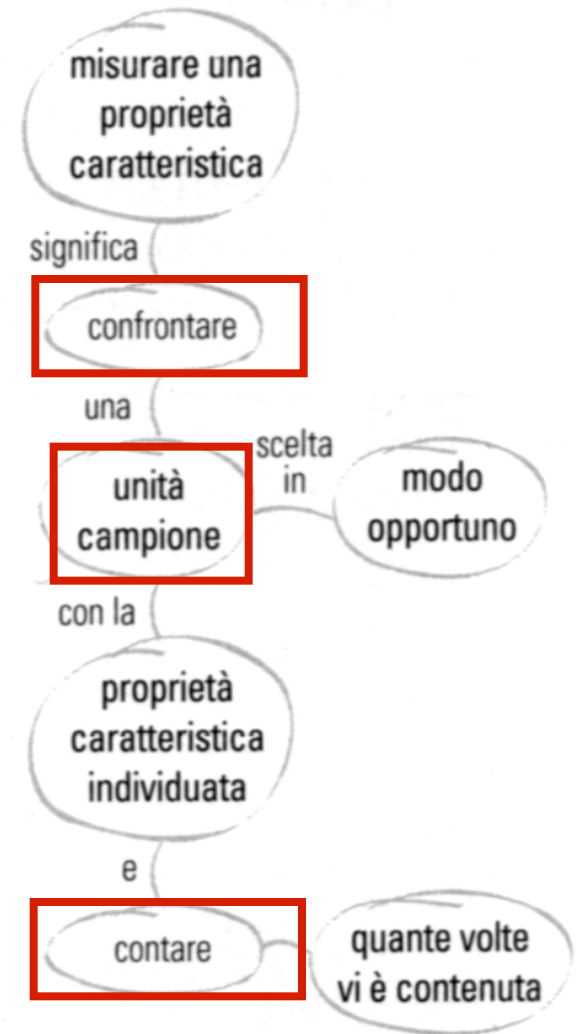 misurare una
proprietà
caratteristica
significa
confrontare
una
unità
campione
scelta
in
modo
opportuno
con la
proprietà
caratteristica
individuata
e
contare
quante volte
vi è contenuta